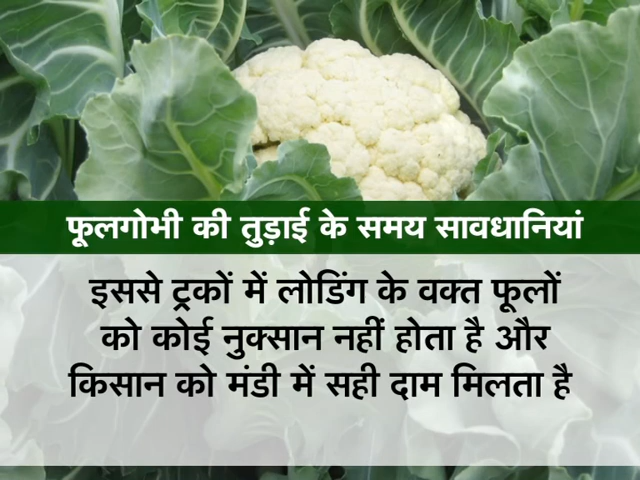 फूलगोभी की तुड़ाई के समय सावधानियां
इससे ट्रकों में लोडिंग के वक्त फूलों
को कोई नुक्सान नहीं होता है और
किसान को मंडी में सही दाम मिलता है